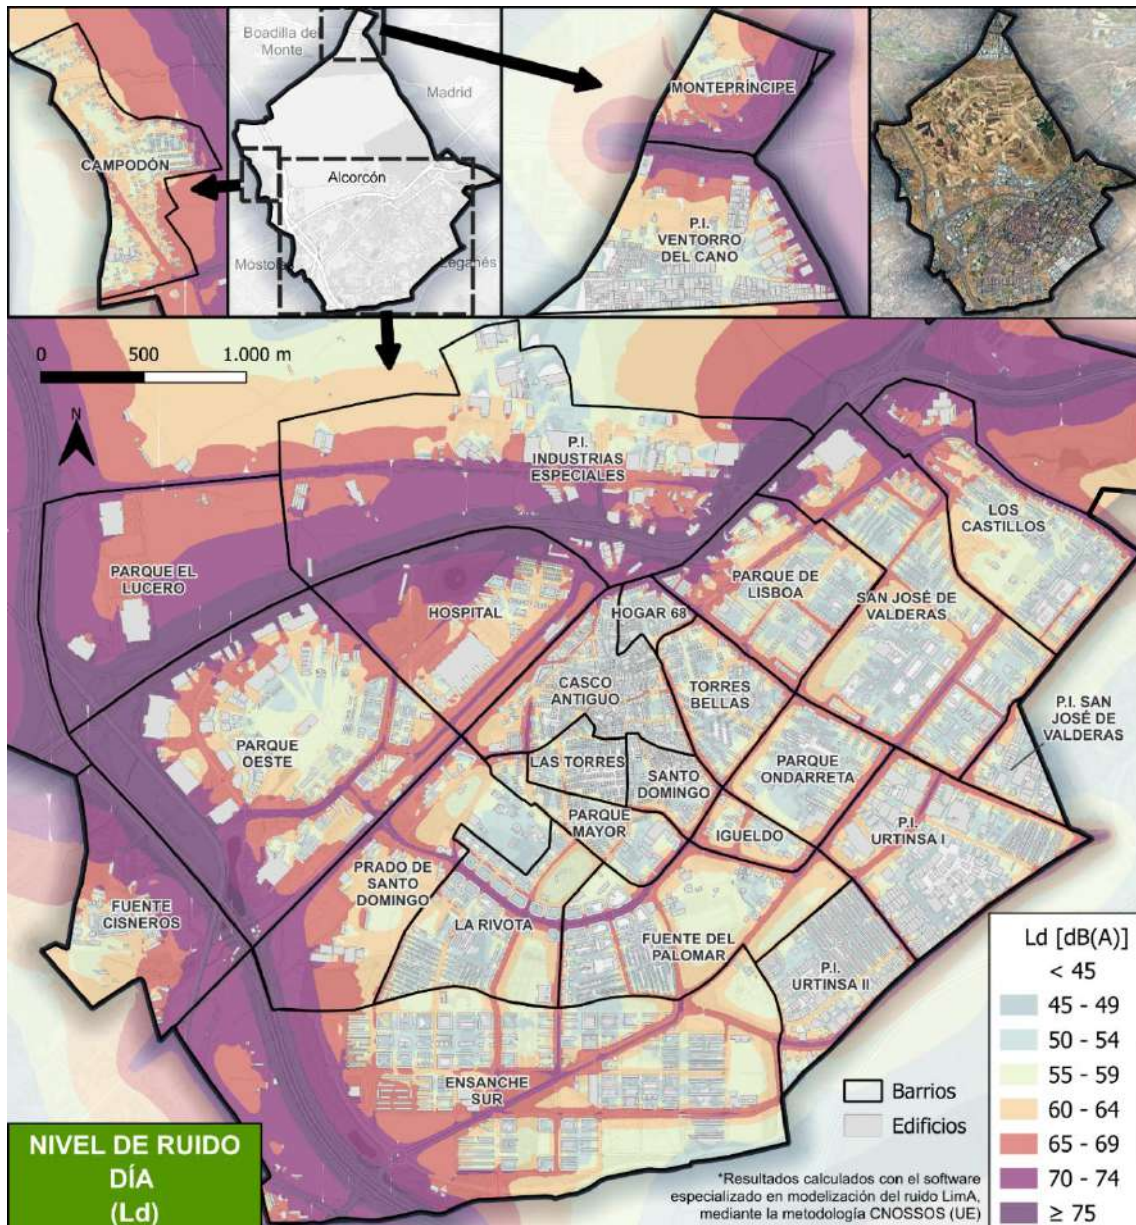 Boadilla de
Monte
Madrid
Alcorcón
Leganés
CAMPODÓN
MONTEPRÍNCIPE
P.I.
VENTORRO
DEL CANO
0 500 1.000 m
N
P.I.
INDUSTRIAS
ESPECIALES
LOS
CASTILLOS
PARQUE EL
LUCERO
HOSPITAL
HOGAR 68
PARQUE DE
LISBOA
SAN JOSÉ DE
VALDERAS
CASCO
ANTIGUO
TORRES
BELLAS
P.I. SAN
JOSÉ DE
VALDERAS
PARQUE
OESTE
LAS TORRES
SANTO
DOMINGO
PARQUE
ONDARRETA
PARQUE
MAYOR
IGUELDO
P.I.
URTINSA I
PRADO DE
SANTO
DOMINGO
FUENTE
CISNEROS
LA RIVOTA
FUENTE DEL
PALOMAR
P.I.
URTINSA II
ENSANCHE
SUR
Ld [dB(A)]
< 45
45 - 49
50 - 54
55 - 59
60 - 64
65 - 69
70 - 74
≥ 75
Barrios
Edificios
NIVEL DE RUIDO
DÍA
(Ld)
*Resultados calculados con el software
especializado en modelización del ruido LimA,
mediante la metodología CNOSSOS (UE)